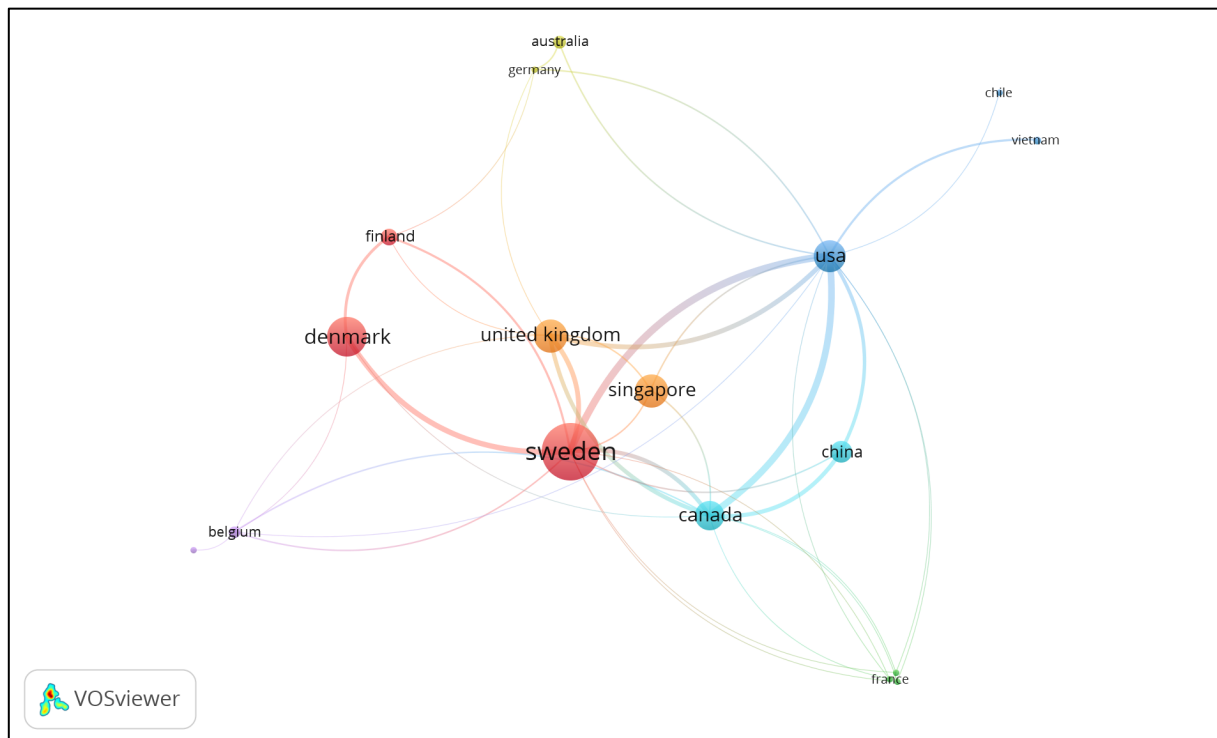 australia
germany
chile
vietnam
finland
usa
denmark
united kingdom
singapore
sweden
china
canada
belgium
france
VOSviewer